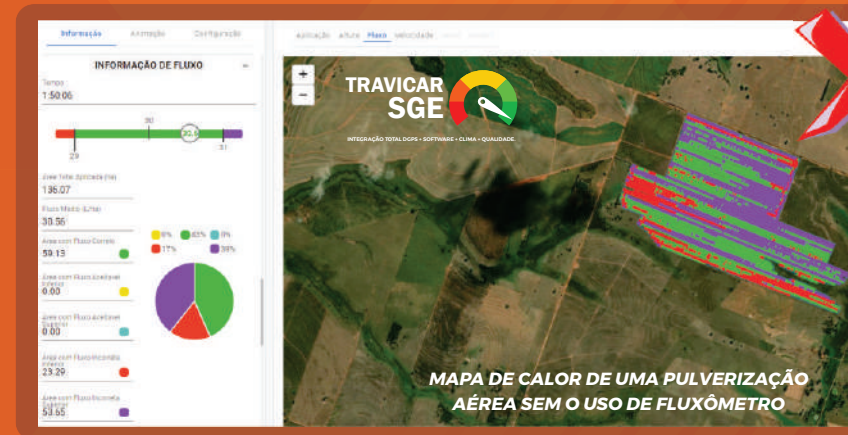 Informação Animação Configuração
Aplicação Altura Fluxo Velocidade
INFORMAÇÃO DE FLUXO
Tempo
1:50:06
30
30.6
29
31
Área Total Aplicada (ha)
136.07
Fluxo Médio (L/ha)
30.56
0% 43% 0%
17% 39%
Área com Fluxo Correto
59.13
Área com Fluxo Aceitável
Inferior
0.00
Área com Fluxo Aceitável
Superior
0.00
Área com Fluxo Incorreto
Inferior
23.29
Área com Fluxo Incorreto
Superior
53.65
+
−
TRAVICAR
SGE
INTEGRAÇÃO TOTAL DGPS • SOFTWARE • CLIMA • QUALIDADE
MAPA DE CALOR DE UMA PULVERIZAÇÃO
AÉREA SEM O USO DE FLUXÔMETRO